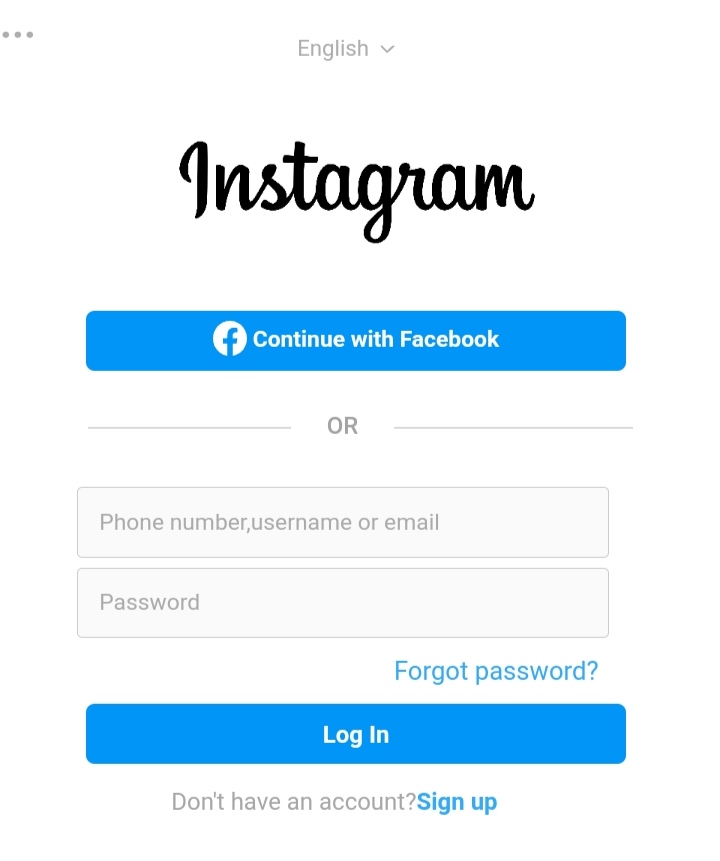 English
Instagram
Continue with Facebook
OR
Phone number,username or email
Password
Forgot password?
Log In
Don't have an account?Sign up